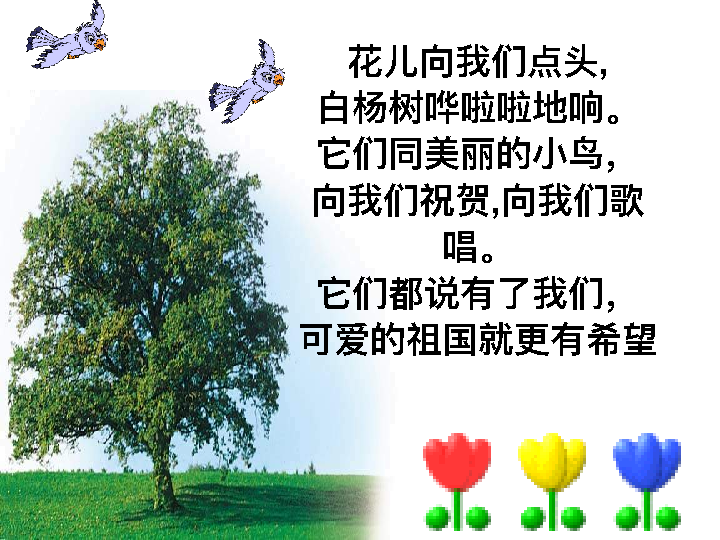 花儿向我们点头,
白杨树哗啦啦地响。
它们同美丽的小鸟,
向我们祝贺,向我们歌
唱。
它们都说有了我们,
可爱的祖国就更有希望